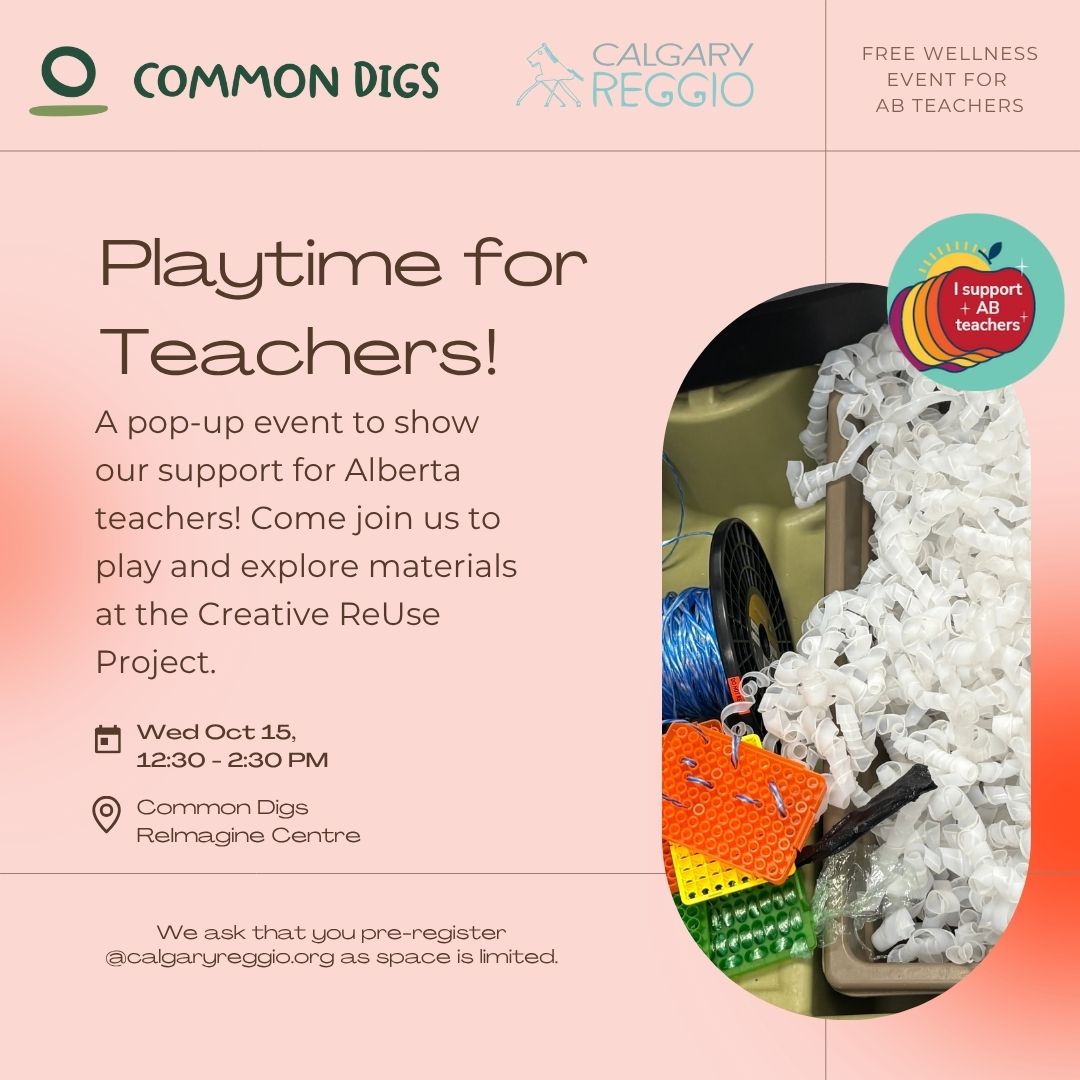 COMMON DIGS
CALGARY
REGGIO
FREE WELLNESS
EVENT FOR
AB TEACHERS
Playtime for
Teachers!
I support
AB
teachers
A pop-up event to show
our support for Alberta
teachers! Come join us to
play and explore materials
at the Creative ReUse
Project.
Wed Oct 15,
12:30 - 2:30 PM
Common Digs
ReImagine Centre
We ask that you pre-register
@calgaryreggio.org as space is limited.